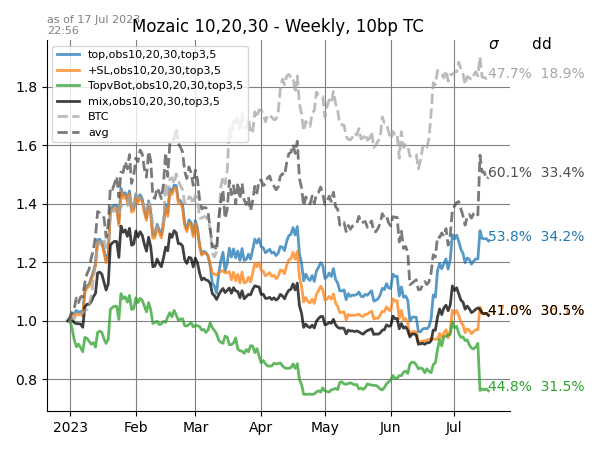 as of 17 Jul 2023
22:56
Mozaic 10,20,30 - Weekly, 10bp TC
σ dd
top,obs10,20,30,top3,5
+SL,obs10,20,30,top3,5
TopvBot,obs10,20,30,top3,5
mix,obs10,20,30,top3,5
BTC
avg
47.7% 18.9%
60.1% 33.4%
53.8% 34.2%
41.0% 30.5%
44.8% 31.5%
1.8
1.6
1.4
1.2
1.0
0.8
2023 Feb Mar Apr May Jun Jul